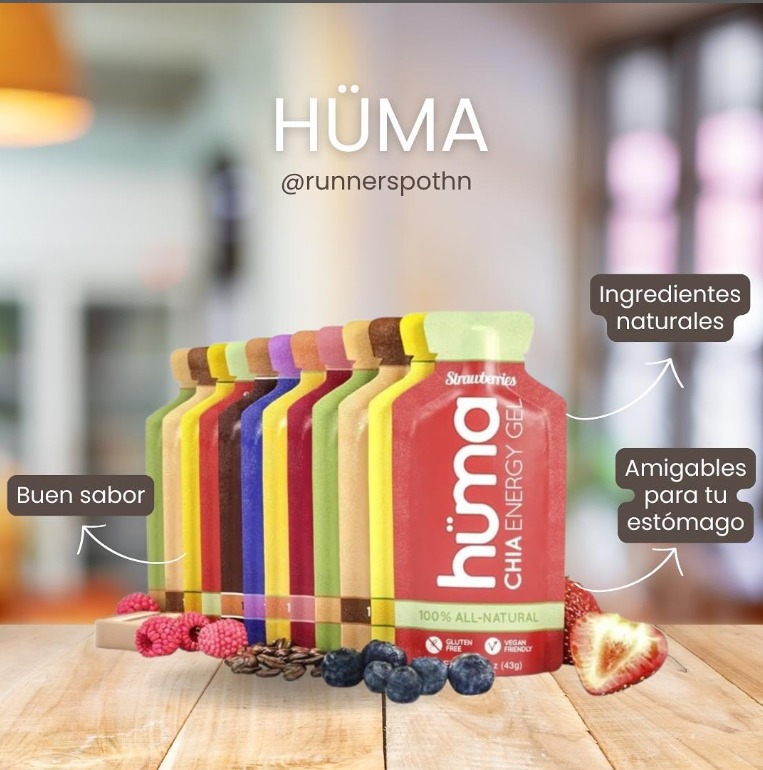 HÜMA
@runnerspothn
Ingredientes
naturales
Strawberries
hüma
CHIA ENERGY GEL
Amigables
para tu
estómago
Buen sabor
100% ALL-NATURAL
GLUTEN
FREE
VEGAN
FRIENDLY
(43g)